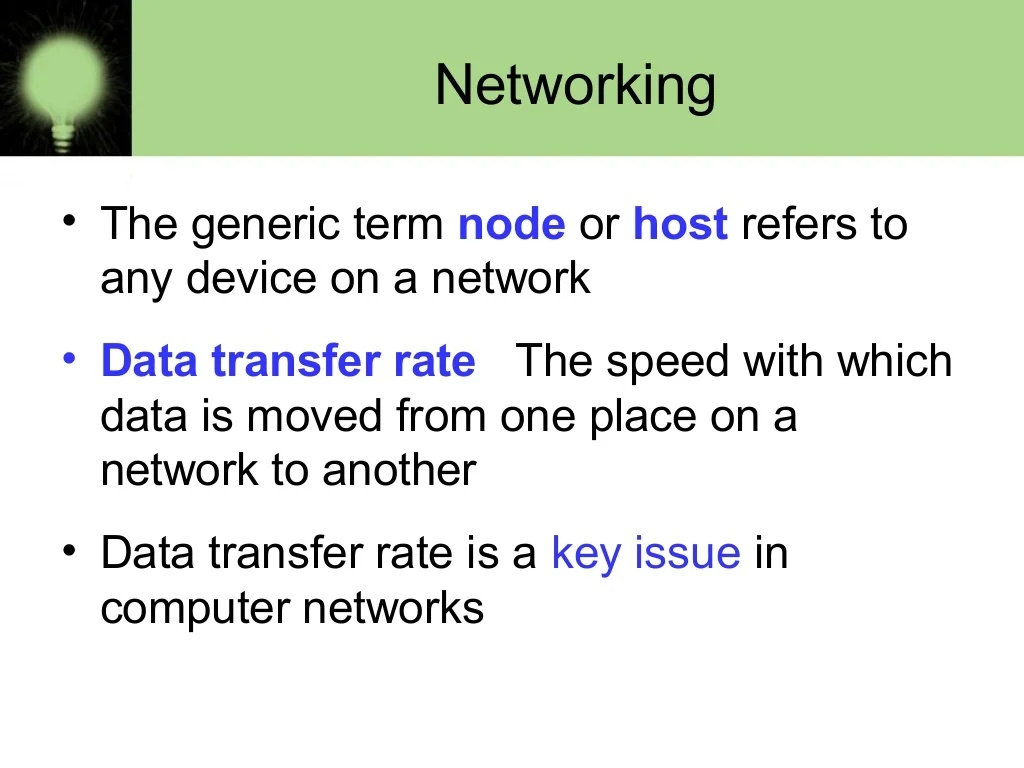 Networking
• The generic term node or host refers to
any device on a network
• Data transfer rate   The speed with which
data is moved from one place on a
network to another
• Data transfer rate is a key issue in
computer networks